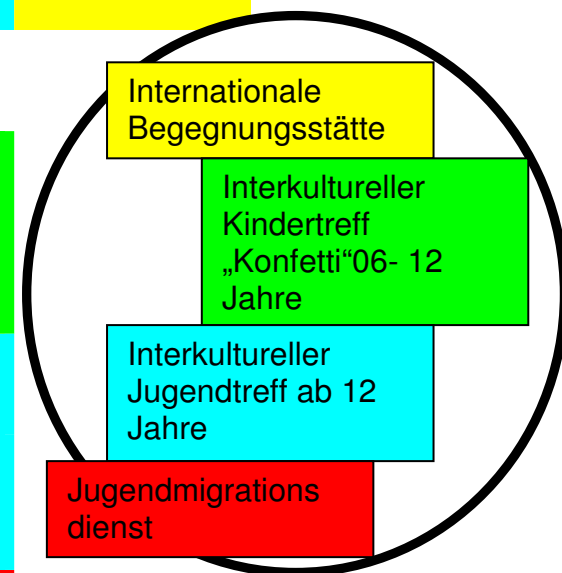 Internationale
Begegnungsstätte
Interkultureller
Kindertreff
„Konfetti“06- 12
Jahre
Interkultureller
Jugendtreff ab 12
Jahre
Jugendmigrations
dienst